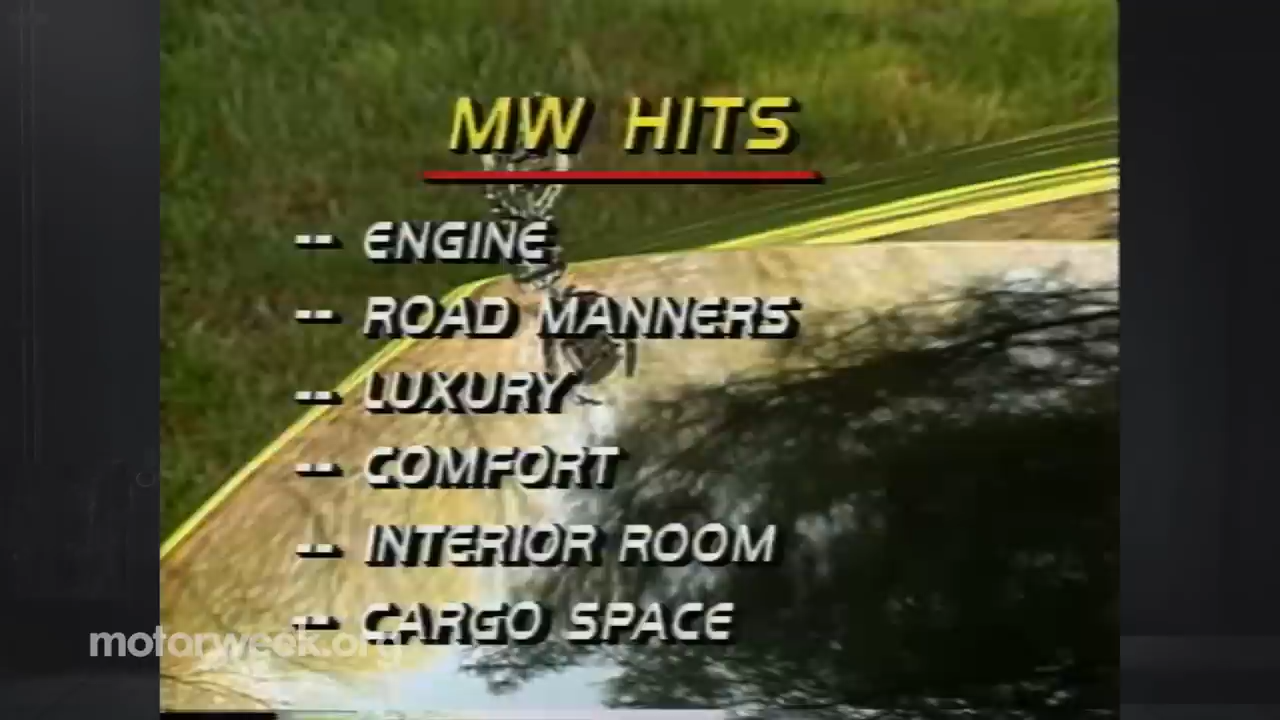 MW HITS
-- ENGINE
-- ROAD MANNERS
-- LUXURY
-- COMFORT
-- INTERIOR ROOM
-- CARGO SPACE
motorweek.org